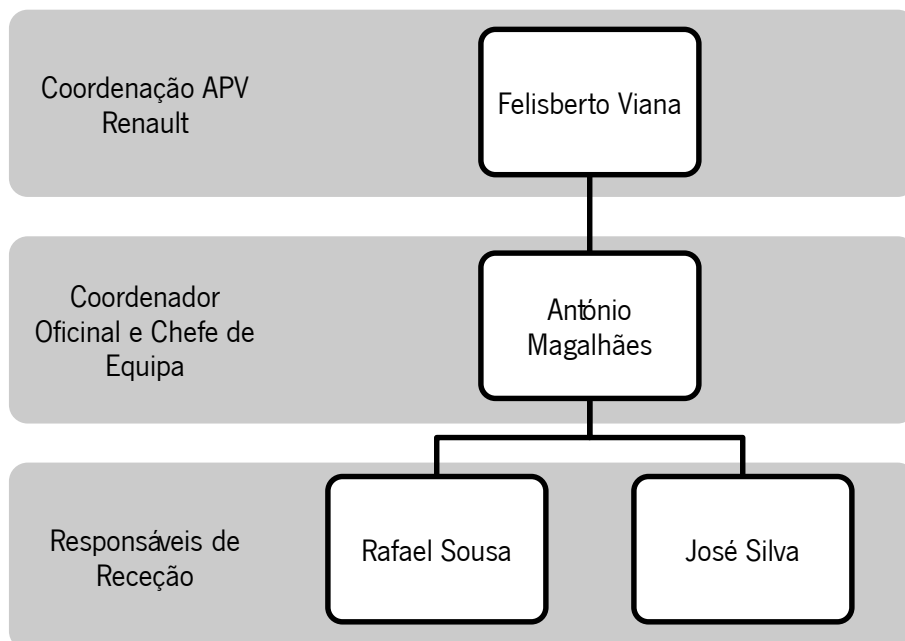 Coordenação APV
Renault
Felisberto Viana
Coordenador
Oficinal e Chefe de
Equipa
António
Magalhães
Responsáveis de
Receção
Rafael Sousa
José Silva